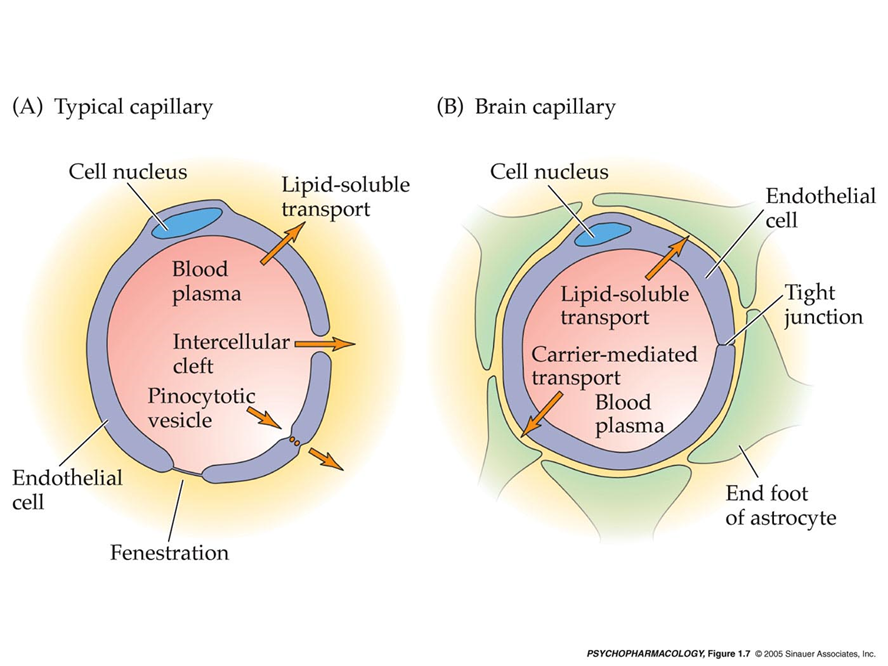 (A) Typical capillary
Cell nucleus
Lipid-soluble
transport
Blood
plasma
Intercellular
cleft
Pinocytotic
vesicle
Endothelial
cell
Fenestration
(B) Brain capillary
Cell nucleus
Endothelial
cell
Lipid-soluble
transport
Tight
junction
Carrier-mediated
transport
Blood
plasma
End foot
of astrocyte
PSYCHOPHARMACOLOGY, Figure 1.7 © 2005 Sinauer Associates, Inc.